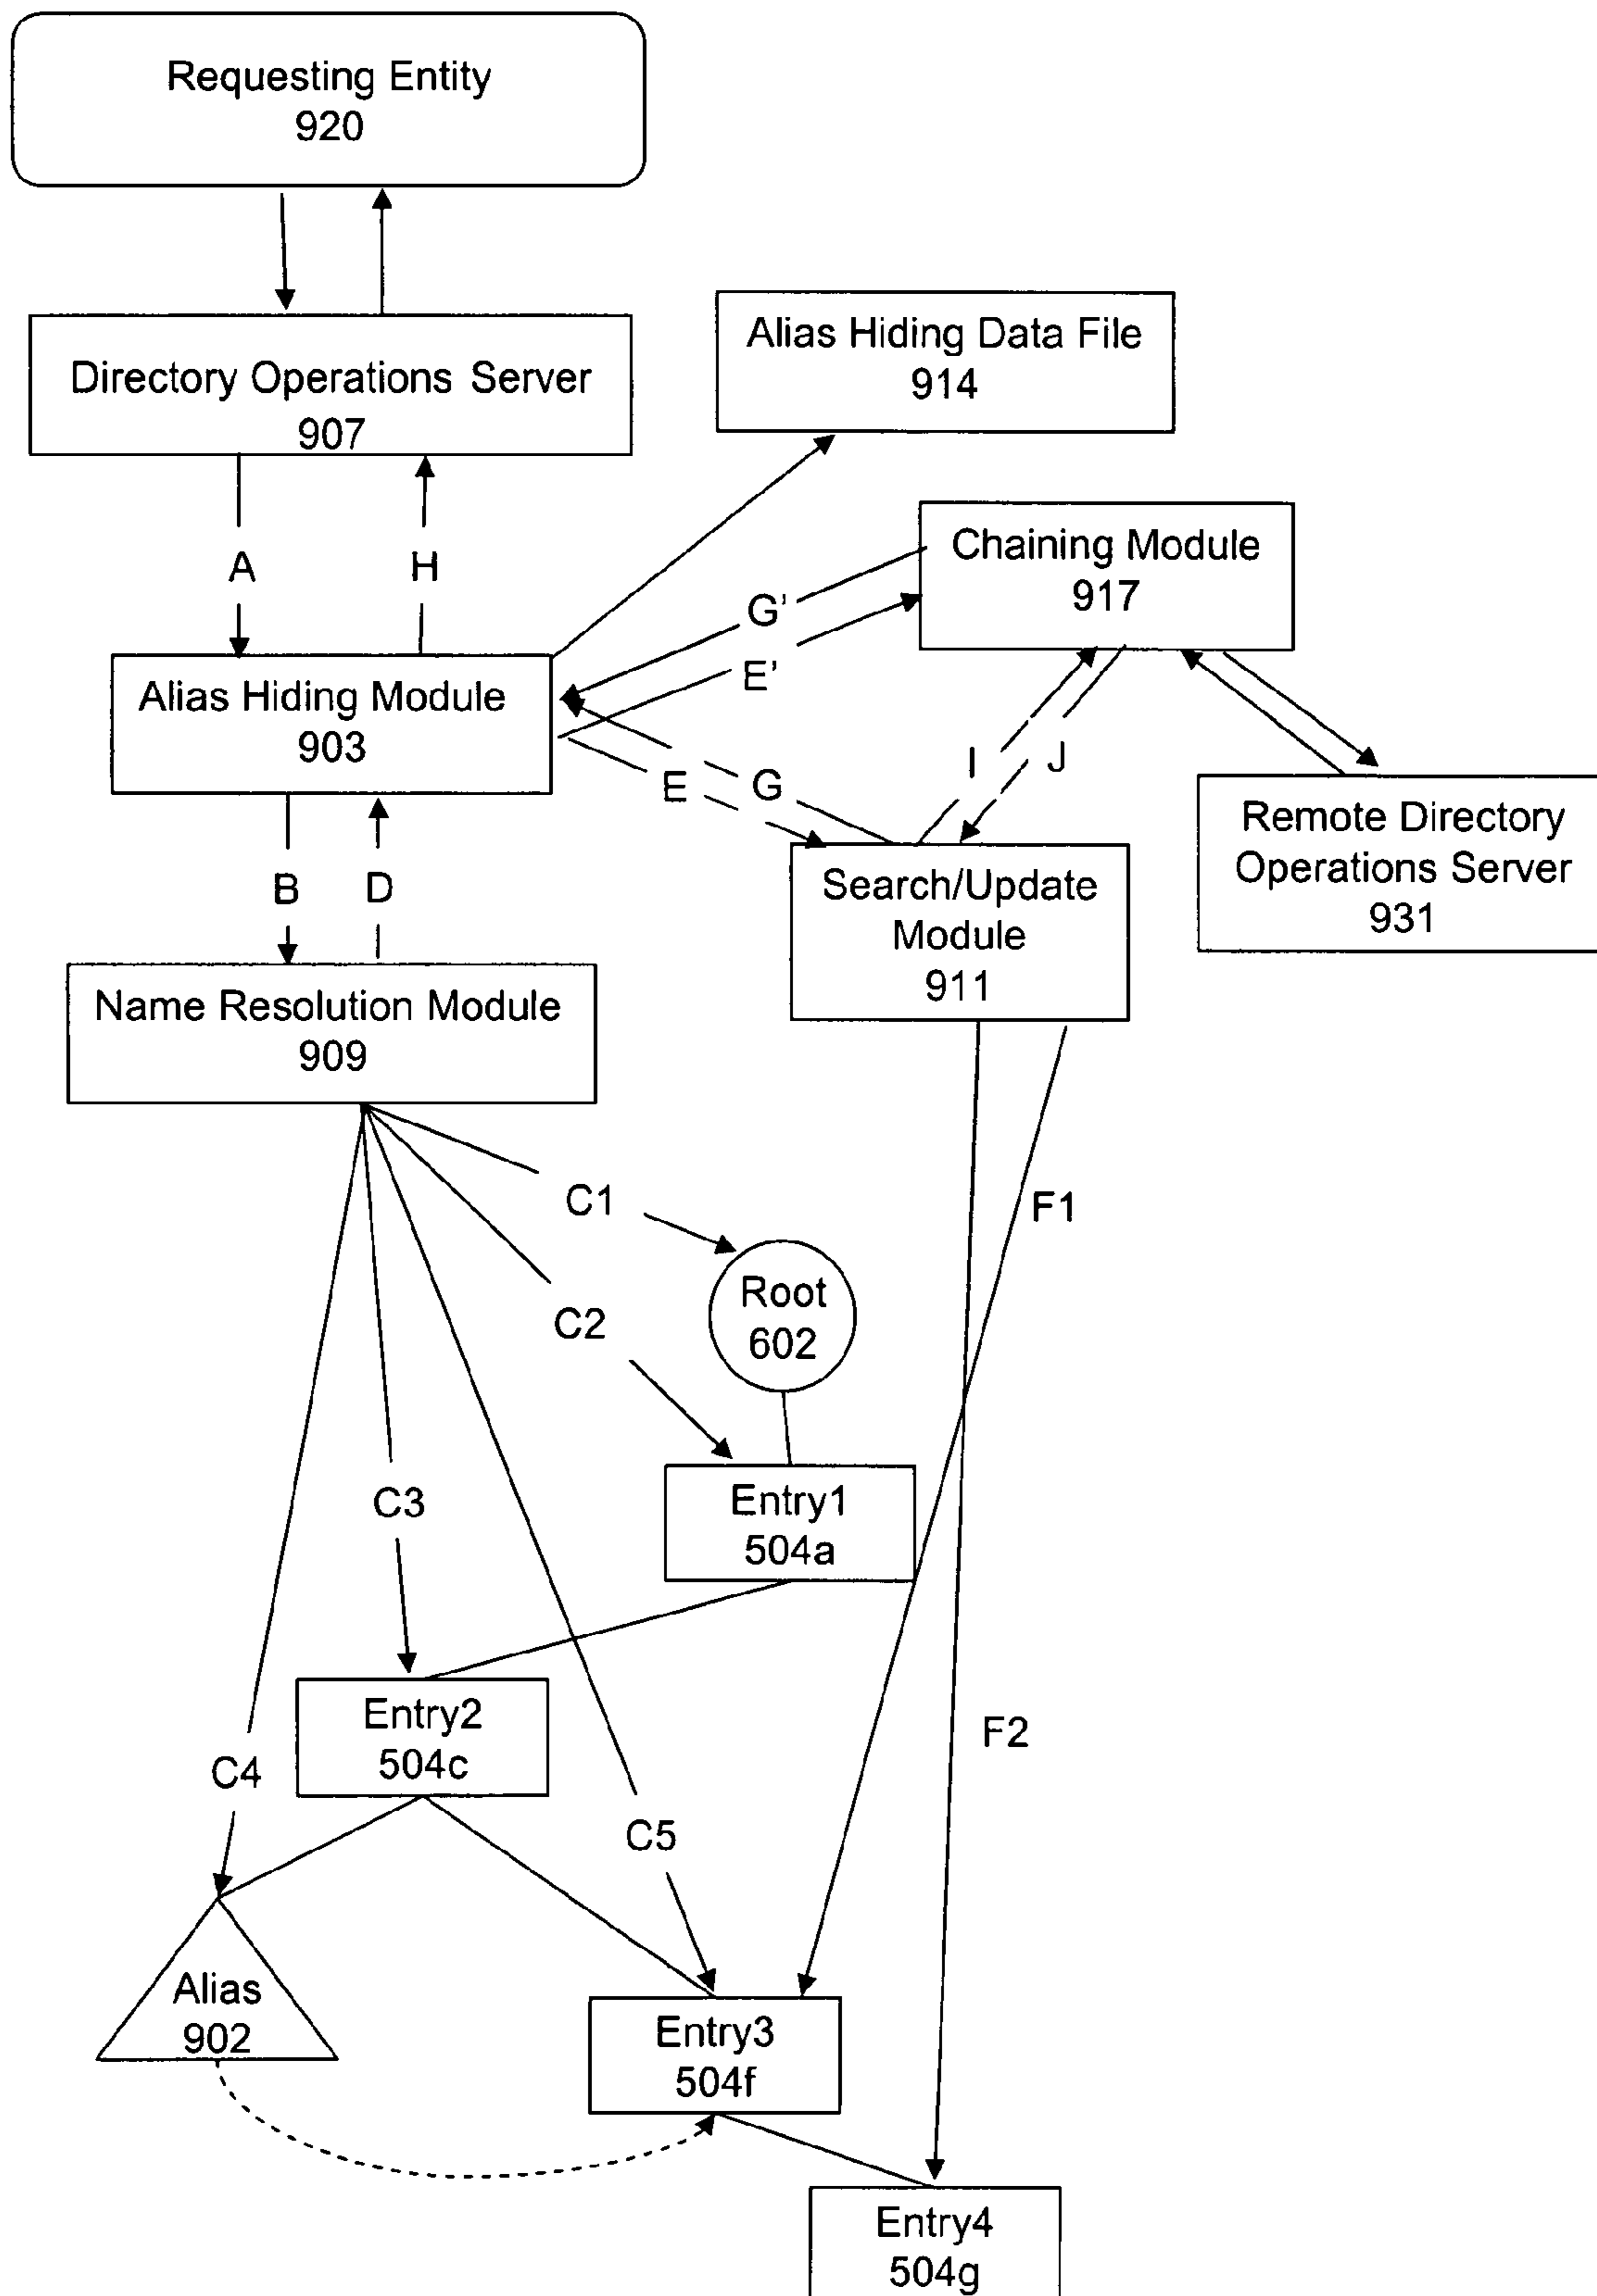 Requesting Entity
920
Directory Operations Server
907
Alias Hiding Data File
914
A
H
Chaining Module
917
G’
E’
Alias Hiding Module
903
I
J
E
G
Remote Directory
Operations Server
931
B
D
Search/Update
Module
911
Name Resolution Module
909
C1
F1
Root
602
C2
C3
Entry1
504a
Entry2
504c
F2
C4
C5
Alias
902
Entry3
504f
Entry4
504g